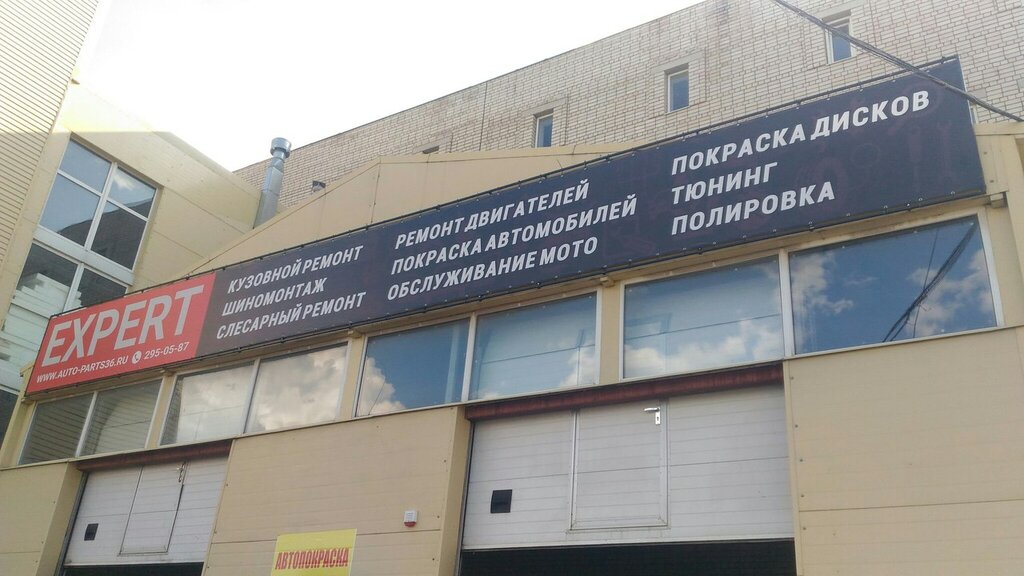 EXPERT
WWW.AUTO-PARTS36.RU 295-05-87
КУЗОВНОЙ РЕМОНТ
ШИНОМОНТАЖ
СЛЕСАРНЫЙ РЕМОНТ
РЕМОНТ ДВИГАТЕЛЕЙ
ПОКРАСКА АВТОМОБИЛЕЙ
ОБСЛУЖИВАНИЕ МОТО
ПОКРАСКА ДИСКОВ
ТЮНИНГ
ПОЛИРОВКА
АВТОПОКРАСКА